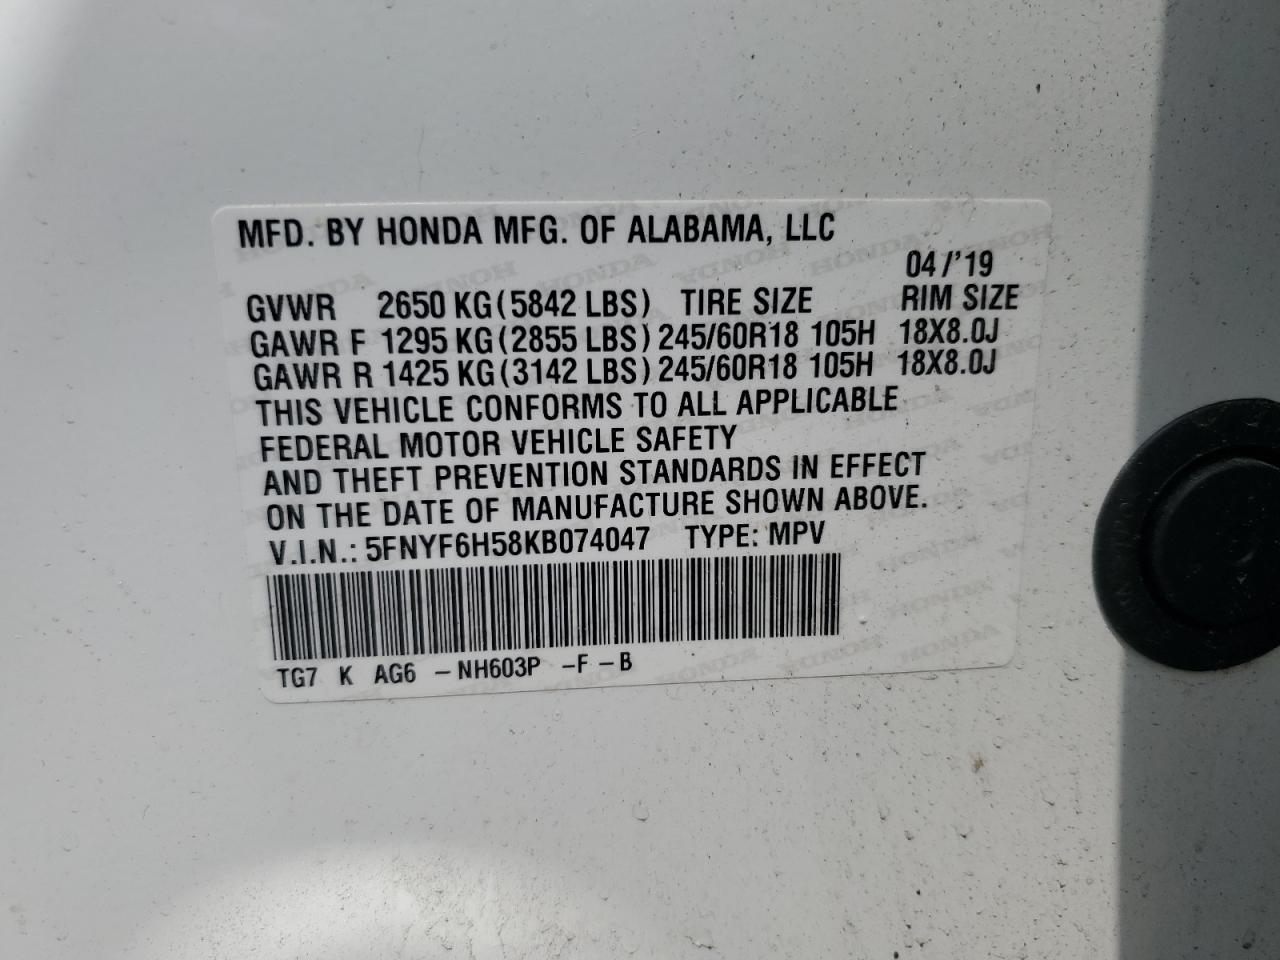 MFD. BY HONDA MFG. OF ALABAMA, LLC
04/'19
GVWR 2650 KG(5842 LBS) TIRE SIZE RIM SIZE
GAWR F 1295 KG(2855 LBS) 245/60R18 105H 18X8.0J
GAWR R 1425 KG(3142 LBS) 245/60R18 105H 18X8.0J
THIS VEHICLE CONFORMS TO ALL APPLICABLE
FEDERAL MOTOR VEHICLE SAFETY
AND THEFT PREVENTION STANDARDS IN EFFECT
ON THE DATE OF MANUFACTURE SHOWN ABOVE.
V.I.N.: 5FNYF6H58KB074047 TYPE: MPV
TG7 K AG6 -NH603P -F-B